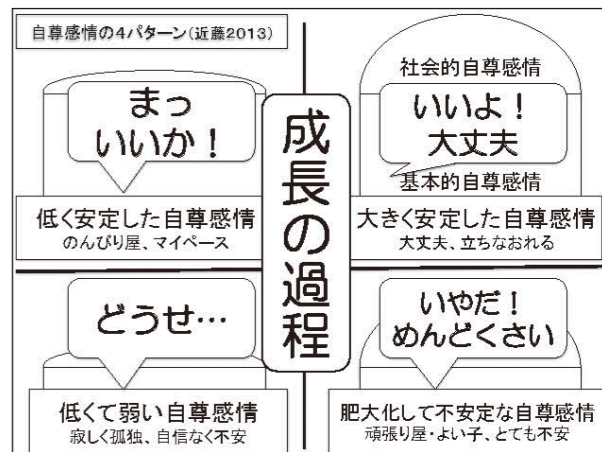 自尊感情の4パターン(近藤2013)
まっ
いいか！
低く安定した自尊感情
のんびり屋、マイペース
社会的自尊感情
いいよ！
大丈夫
基本的自尊感情
大きく安定した自尊感情
大丈夫、立ちなおれる
成長の過程
どうせ…
低くて弱い自尊感情
寂しく孤独、自信なく不安
いやだ！
めんどくさい
肥大化して不安定な自尊感情
頑張り屋・よい子、とても不安